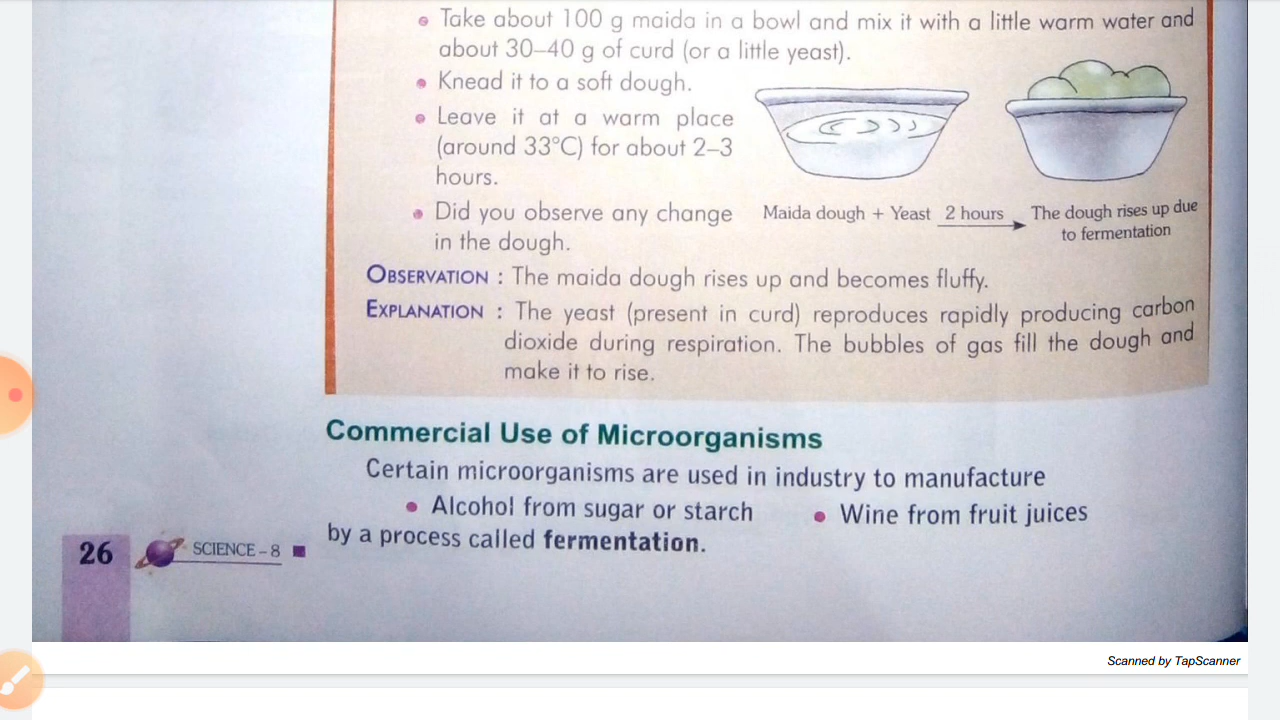 Take about 100 g maida in a bowl and mix it with a little warm water and
about 30–40 g of curd (or a little yeast).
Knead it to a soft dough.
Leave it at a warm place
(around 33°C) for about 2–3
hours.
Did you observe any change
in the dough.
Maida dough + Yeast 2 hours The dough rises up due
to fermentation
OBSERVATION : The maida dough rises up and becomes fluffy.
EXPLANATION : The yeast (present in curd) reproduces rapidly producing carbon
dioxide during respiration. The bubbles of gas fill the dough and
make it to rise.
Commercial Use of Microorganisms
Certain microorganisms are used in industry to manufacture
• Alcohol from sugar or starch • Wine from fruit juices
by a process called fermentation.
26 SCIENCE – 8
Scanned by TapScanner